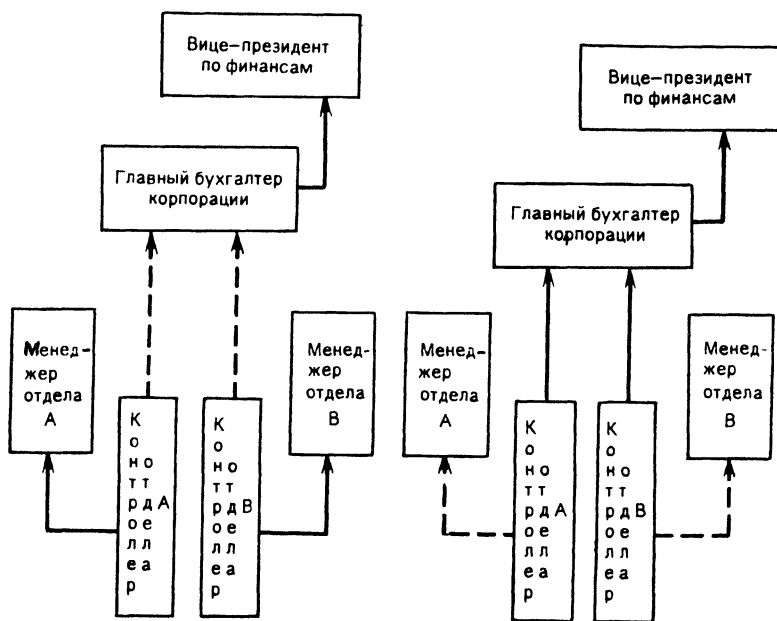 Вице–президент
по финансам
Главный бухгалтер
корпорации
Менед-
жер
отдела
А
Контроллер
отдела А
Контроллер
отдела В
Менед-
жер
отдела
В
Вице–президент
по финансам
Главный бухгалтер
корпорации
Менед-
жер
отдела
А
Контроллер
отдела А
Контроллер
отдела В
Менед-
жер
отдела
В